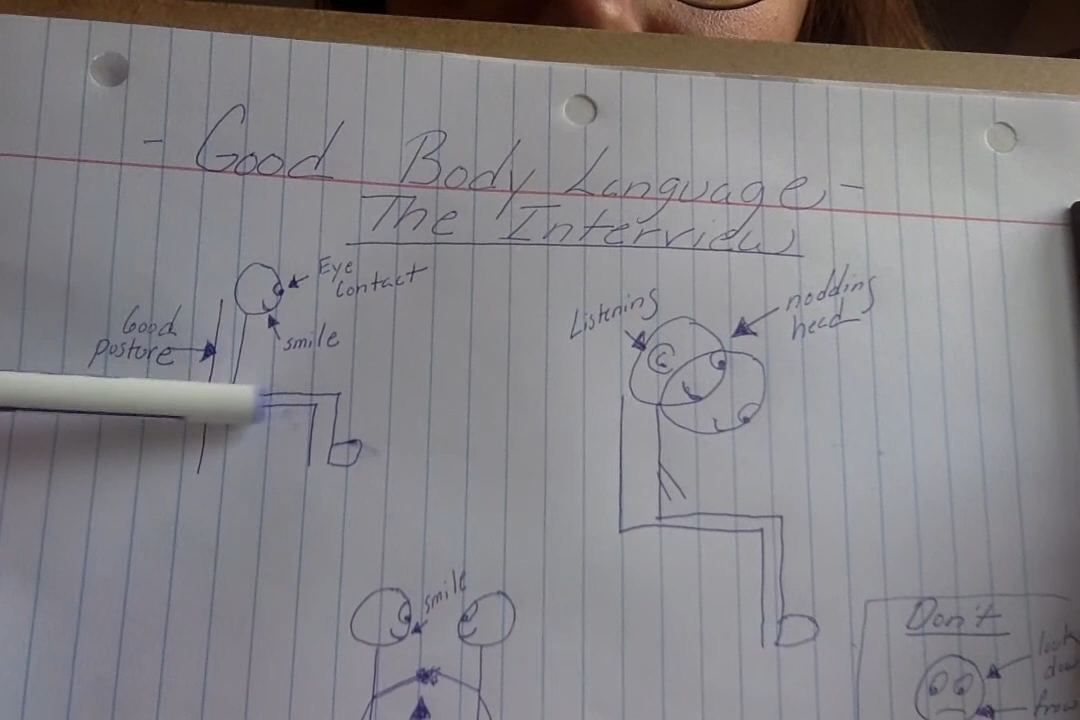 - Good Body Language -
The Interview
Eye
Contact
smile
Good
Posture
Listening
nodding
head
smile
Don't